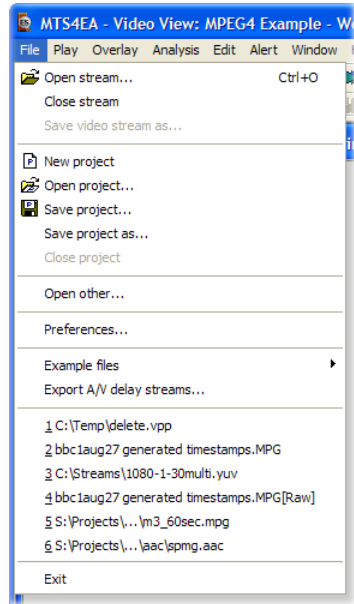 MTS4EA - Video View: MPEG4 Example - W
File Play Overlay Analysis Edit Alert Window
Open stream... Ctrl+O
Close stream
Save video stream as...
P New project
Open project...
P Save project...
Save project as...
Close project
Open other...
Preferences...
Example files
Export A/V delay streams...
1 C:\Temp\delete.vpp
2 bbc1aug27 generated timestamps.MPG
3 C:\Streams\1080-1-30multi.yuv
4 bbc1aug27 generated timestamps.MPG[Raw]
5 S:\Projects\...\m3_60sec.mpg
6 S:\Projects\...\aac\spmg.aac
Exit